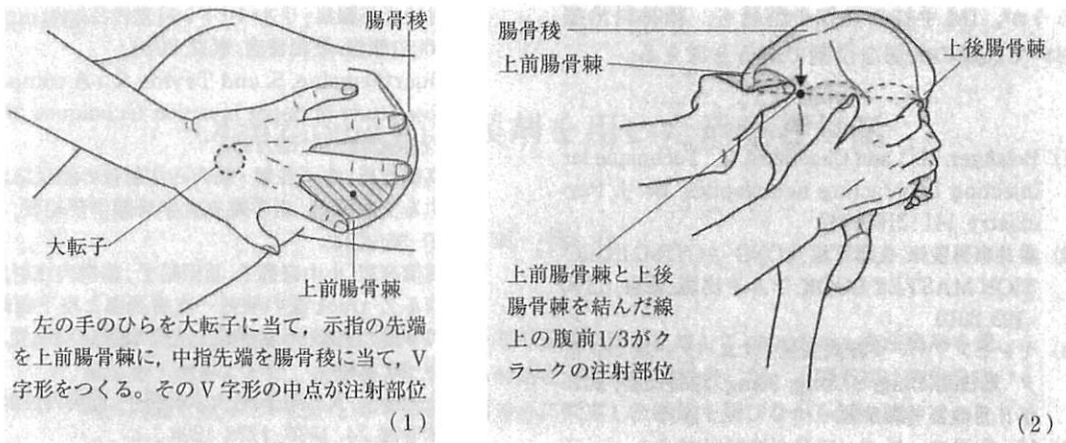 腸骨稜
大転子
上前腸骨棘
左の手のひらを大転子に当て，示指の先端
を上前腸骨棘に，中指先端を腸骨稜に当て，V
字形をつくる。そのV字形の中点が注射部位
(1)
腸骨稜
上前腸骨棘
上後腸骨棘
上前腸骨棘と上後
腸骨棘を結んだ線
上の腹前1/3がク
ラークの注射部位
(2)